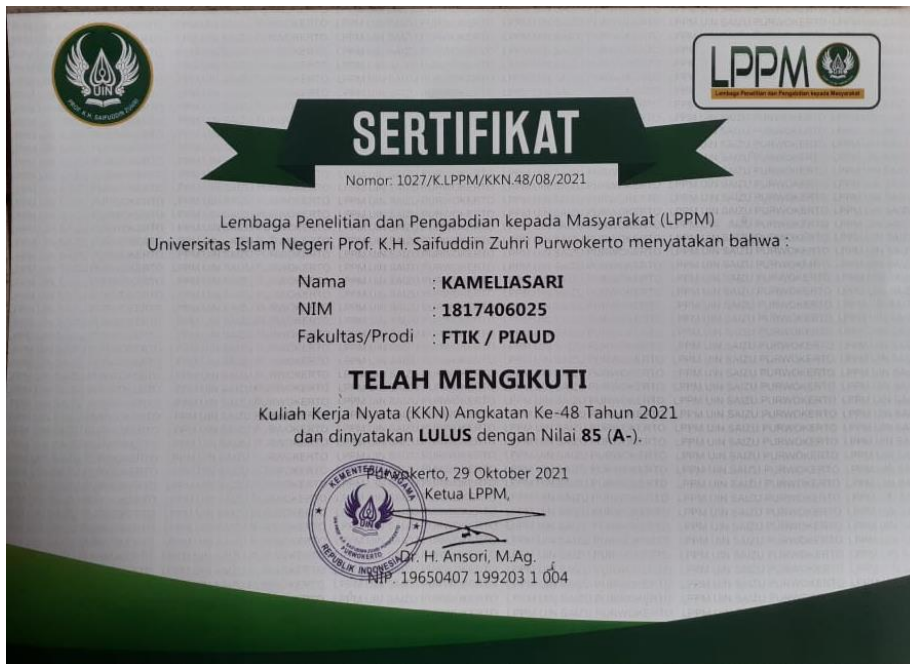 UIN
PROF. K.H. SAIFUDDIN ZUHRI
LPPM
Lembaga Penelitian dan Pengabdian kepada Masyarakat
SERTIFIKAT
Nomor: 1027/K.LPPM/KKN.48/08/2021
Lembaga Penelitian dan Pengabdian kepada Masyarakat (LPPM)
Universitas Islam Negeri Prof. K.H. Saifuddin Zuhri Purwokerto menyatakan bahwa :
Nama : KAMELIASARI
NIM : 1817406025
Fakultas/Prodi : FTIK / PIAUD
TELAH MENGIKUTI
Kuliah Kerja Nyata (KKN) Angkatan Ke-48 Tahun 2021
dan dinyatakan LULUS dengan Nilai 85 (A-).
Purwokerto, 29 Oktober 2021
Ketua LPPM,
KEMENTERIAN AGAMA
UIN
PURWOKERTO
REPUBLIK INDONESIA
Dr. H. Ansori, M.Ag.
NIP. 19650407 199203 1 004